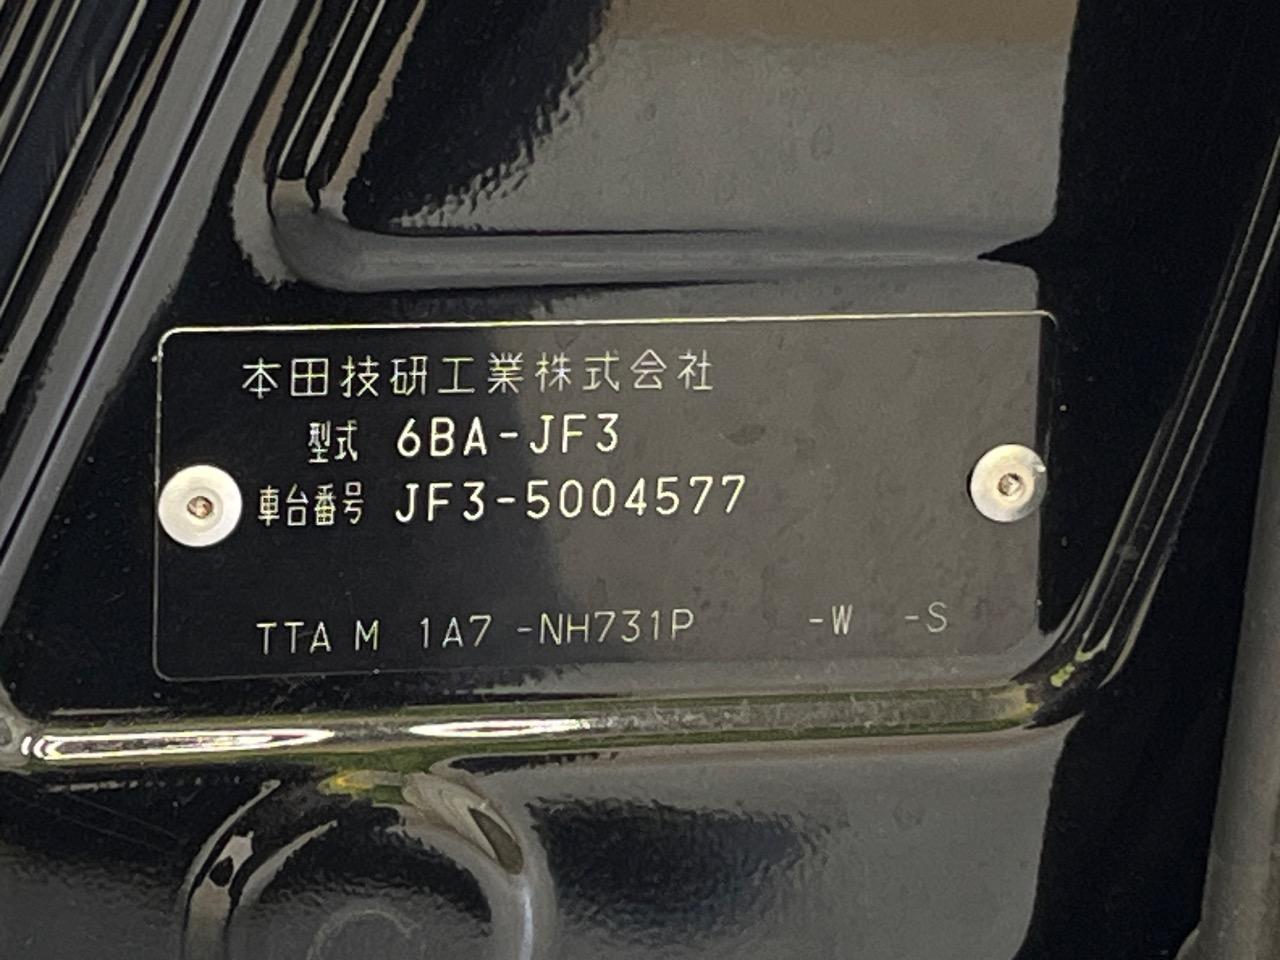 本田技研工業株式会社
型式 6BA-JF3
車台番号 JF3-5004577
TTA M 1A7 -NH731P -W -S